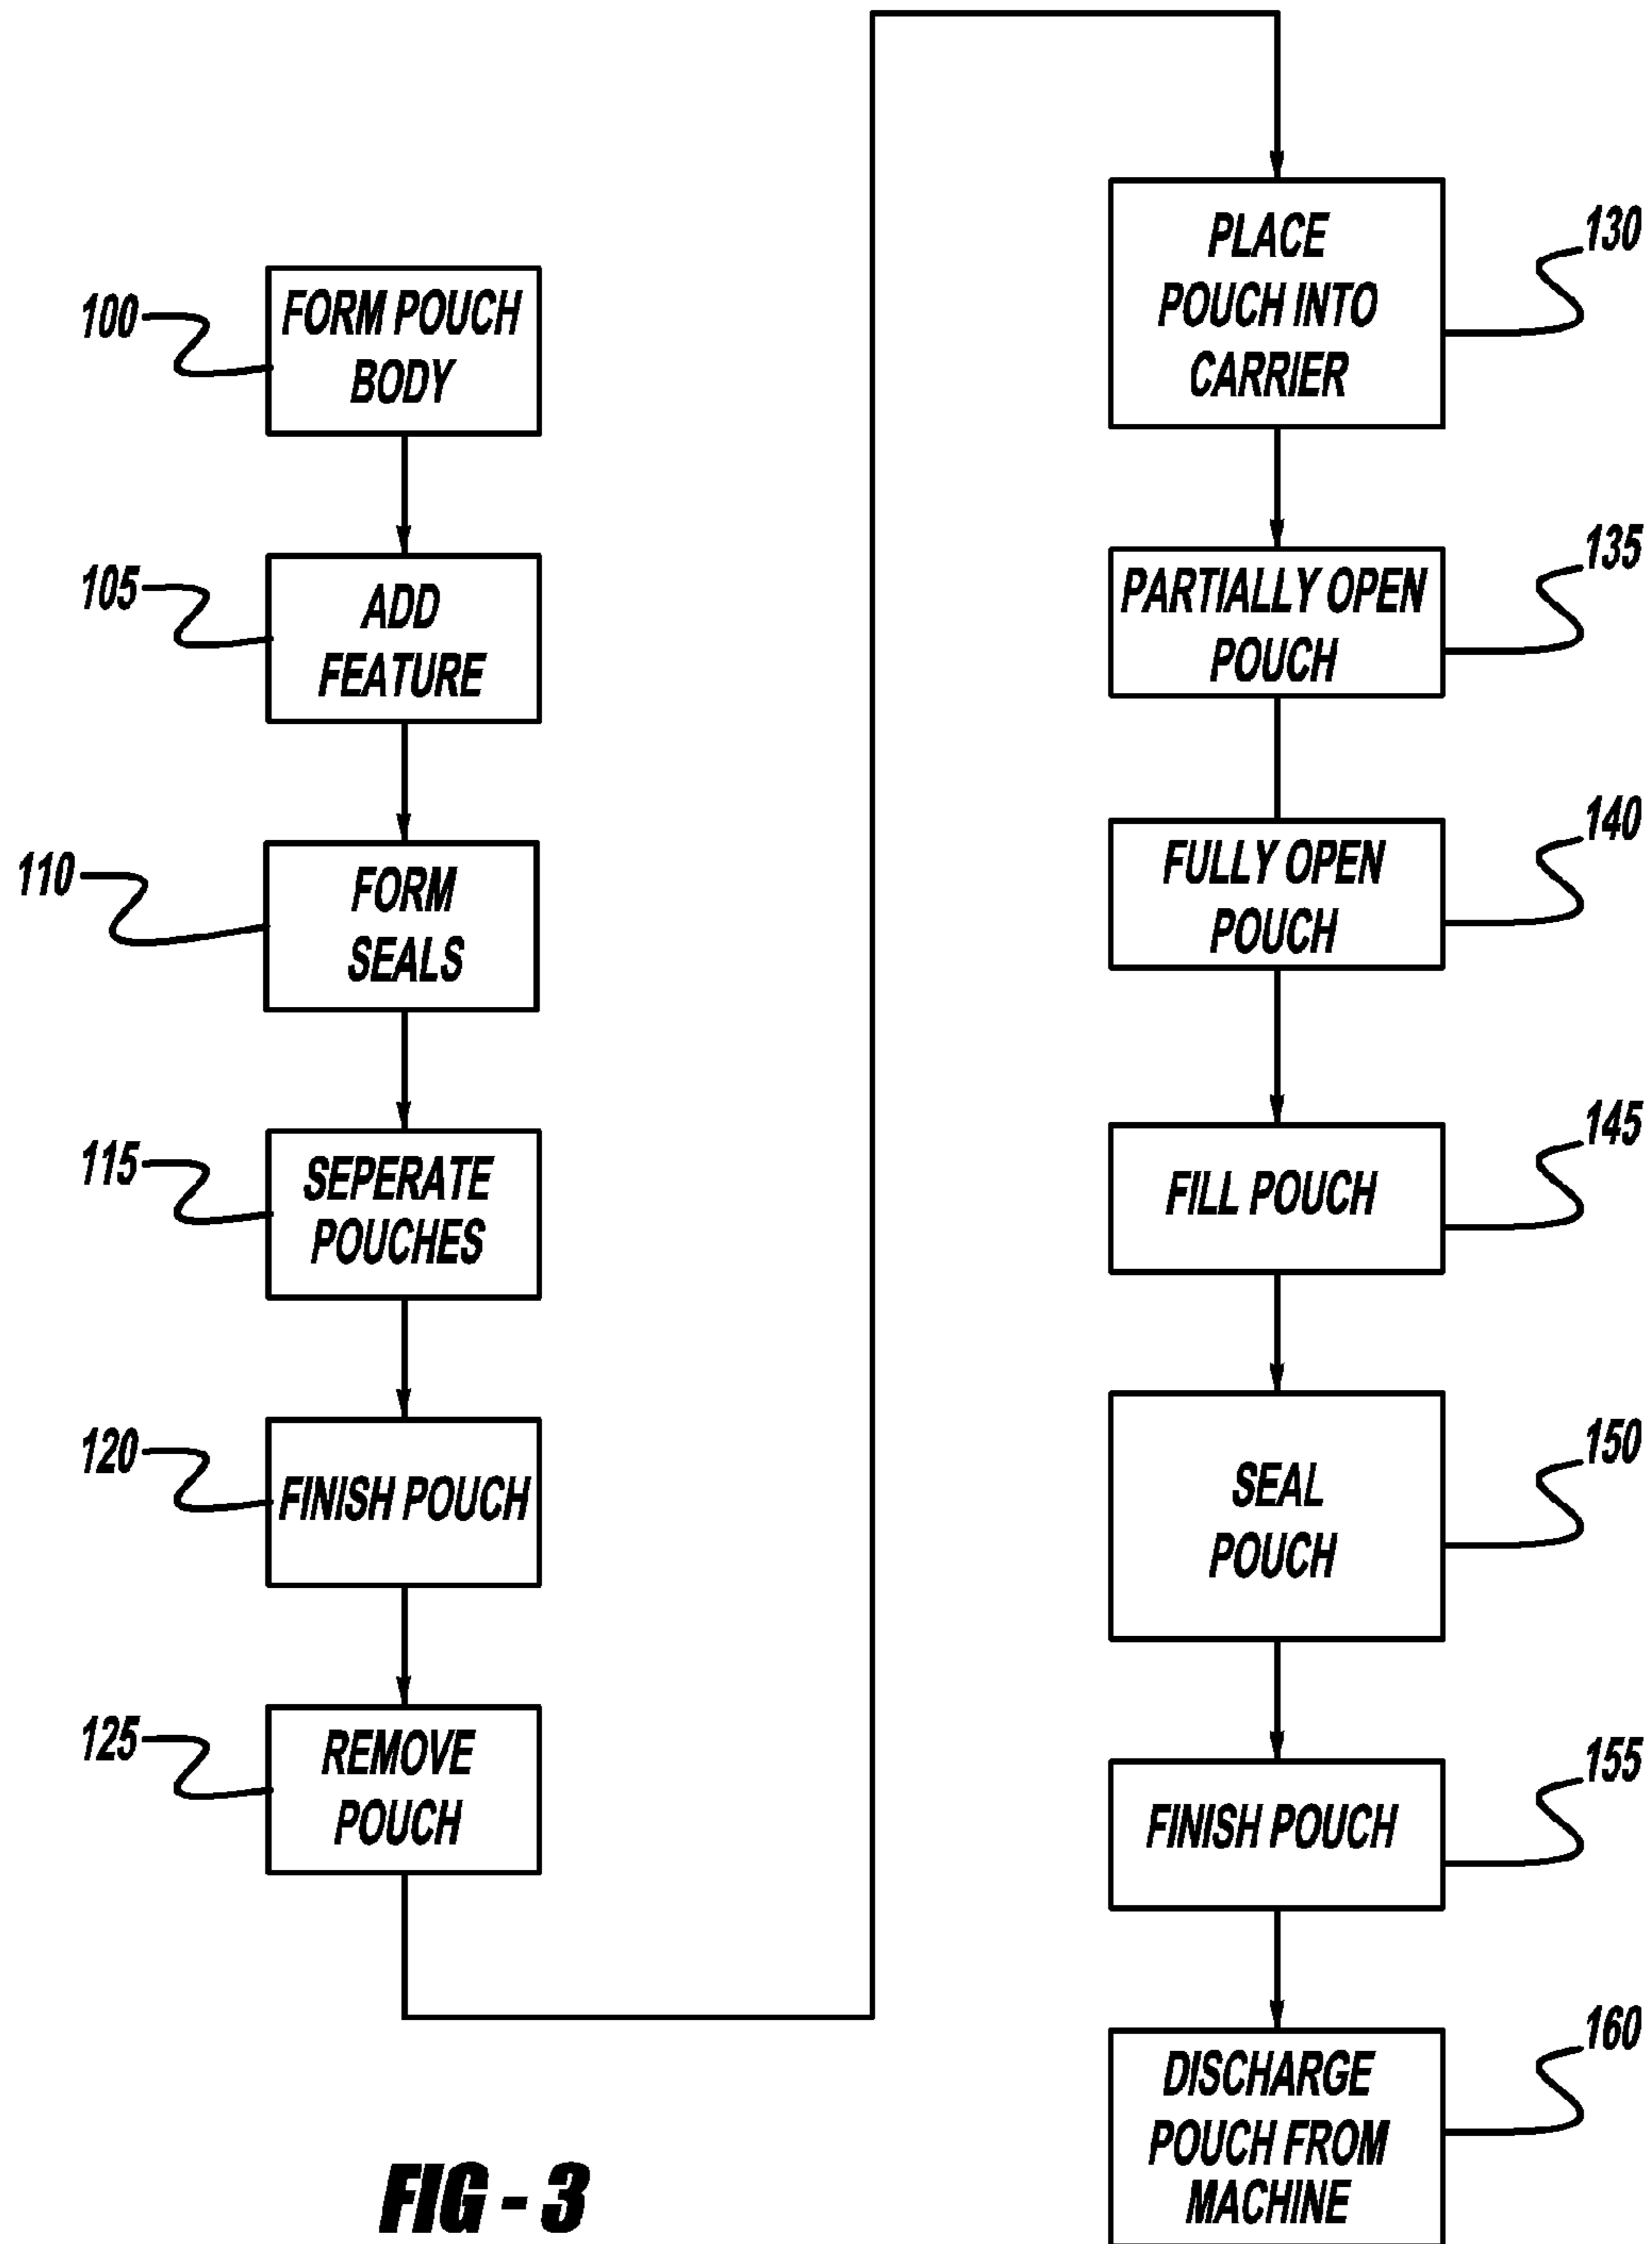 100
FORM POUCH
BODY
105
ADD
FEATURE
110
FORM
SEALS
115
SEPERATE
POUCHES
120
FINISH POUCH
125
REMOVE
POUCH
130
PLACE
POUCH INTO
CARRIER
135
PARTIALLY OPEN
POUCH
140
FULLY OPEN
POUCH
145
FILL POUCH
150
SEAL
POUCH
155
FINISH POUCH
160
DISCHARGE
POUCH FROM
MACHINE
FIG - 3